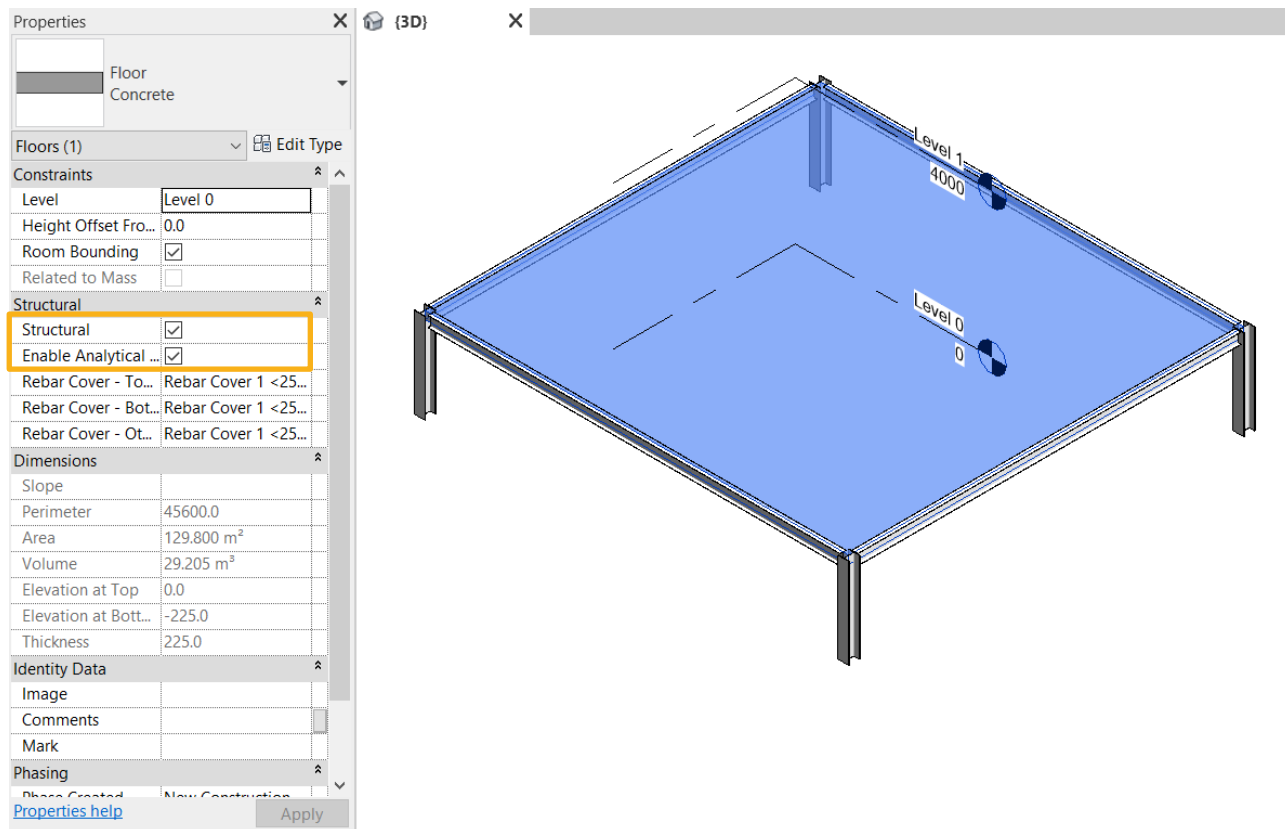 Properties
{3D}
Floor
Concrete
Floors (1)
Edit Type
Constraints
Level Level 0
Height Offset Fro... 0.0
Room Bounding
Related to Mass
Structural
Structural
Enable Analytical ...
Rebar Cover - To... Rebar Cover 1 <25...
Rebar Cover - Bot... Rebar Cover 1 <25...
Rebar Cover - Ot... Rebar Cover 1 <25...
Dimensions
Slope
Perimeter 45600.0
Area 129.800 m²
Volume 29.205 m³
Elevation at Top 0.0
Elevation at Bott... -225.0
Thickness 225.0
Identity Data
Image
Comments
Mark
Phasing
Phase Created New Construction
Properties help
Apply
Level 1
4000
Level 0
0